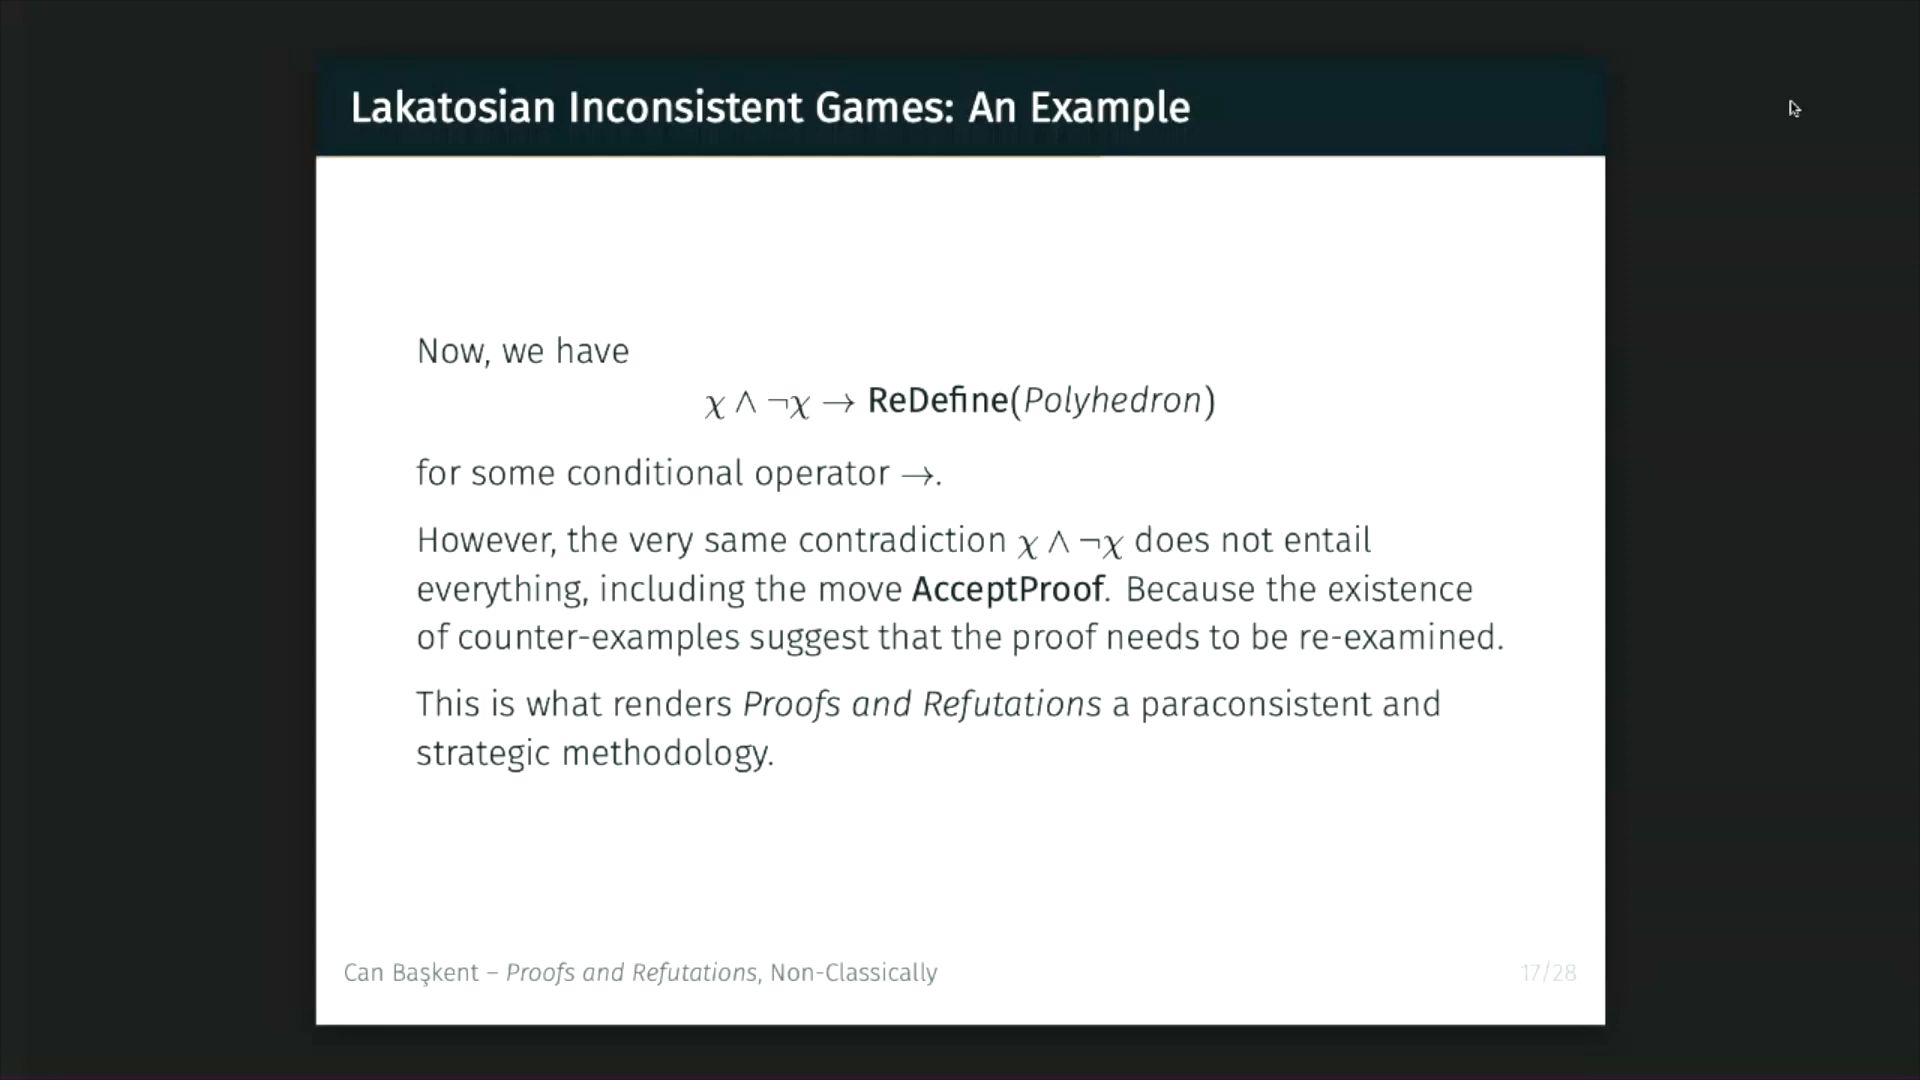 Lakatosian Inconsistent Games: An Example
Now, we have
χ ∧ ¬χ → ReDefine(Polyhedron)
for some conditional operator →.
However, the very same contradiction χ ∧ ¬χ does not entail
everything, including the move AcceptProof. Because the existence
of counter-examples suggest that the proof needs to be re-examined.
This is what renders Proofs and Refutations a paraconsistent and
strategic methodology.
Can Başkent – Proofs and Refutations, Non-Classically
17/28